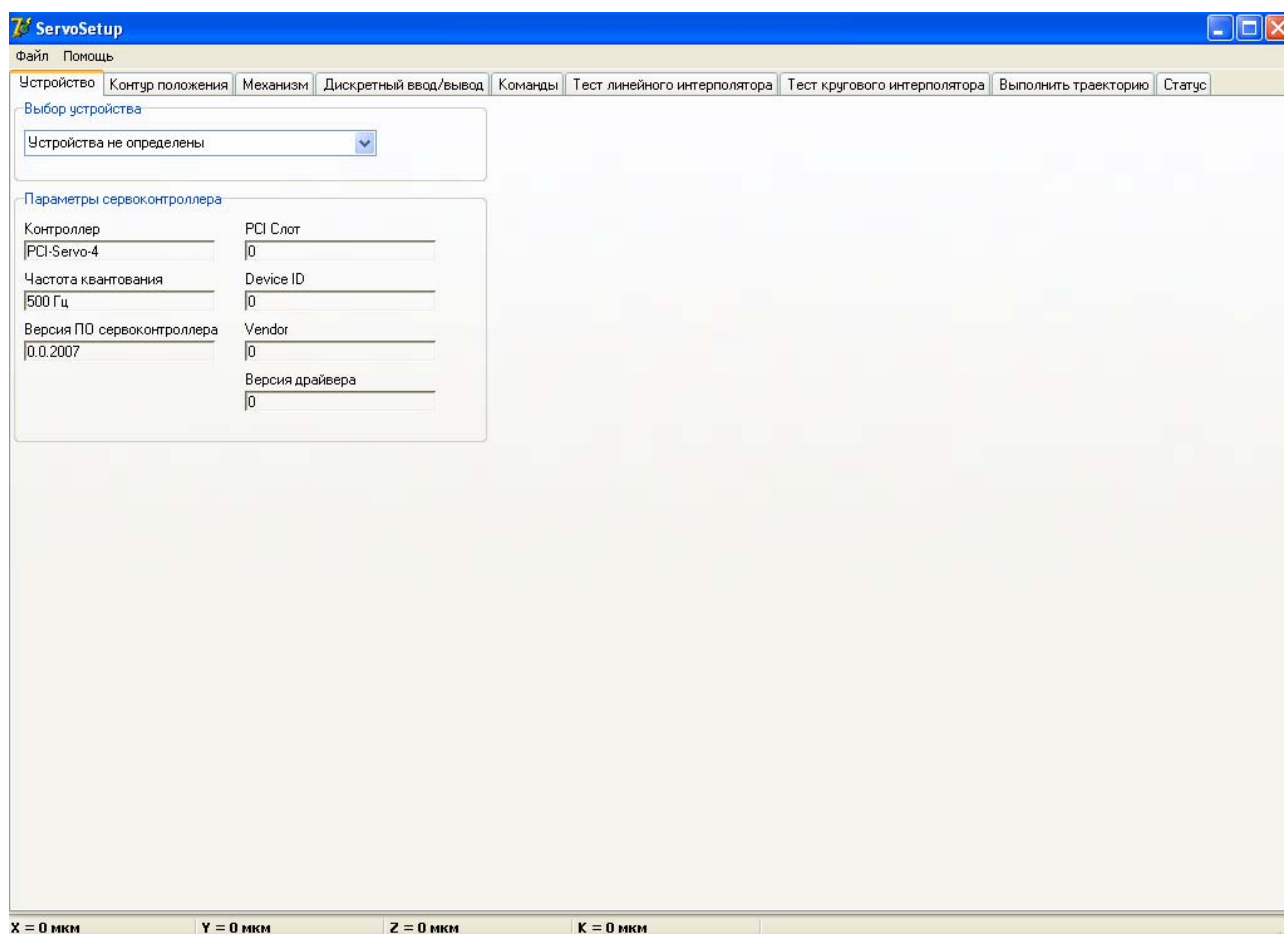 ServoSetup
Файл Помощь
Устройство Контур положения Механизм Дискретный ввод/вывод Команды Тест линейного интерполятора Тест кругового интерполятора Выполнить траекторию Статус
Выбор устройства
Устройства не определены
Параметры сервоконтроллера
Контроллер PCI Слот
PCI-Servo-4 0
Частота квантования Device ID
500 Гц 0
Версия ПО сервоконтроллера Vendor
0.0.2007 0
Версия драйвера
0
X = 0 мкм Y = 0 мкм Z = 0 мкм K = 0 мкм